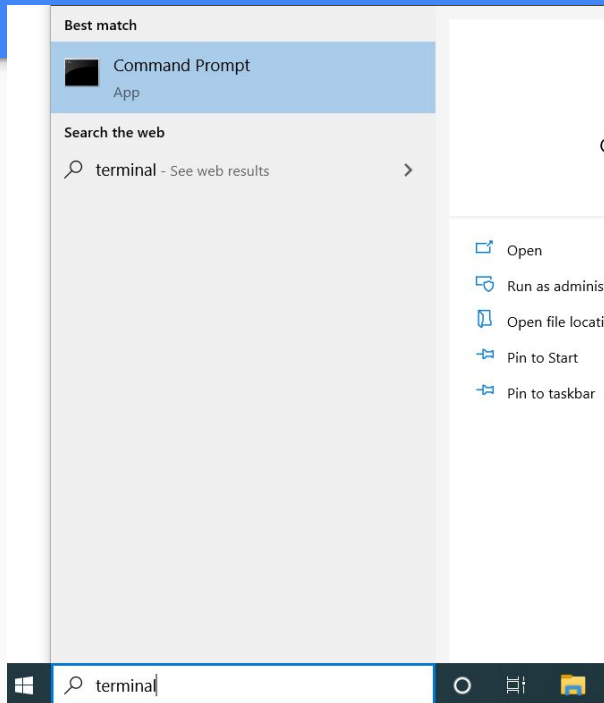 Best match
Command Prompt
App
Search the web
terminal - See web results
Open
Run as adminis
Open file locati
Pin to Start
Pin to taskbar
terminal